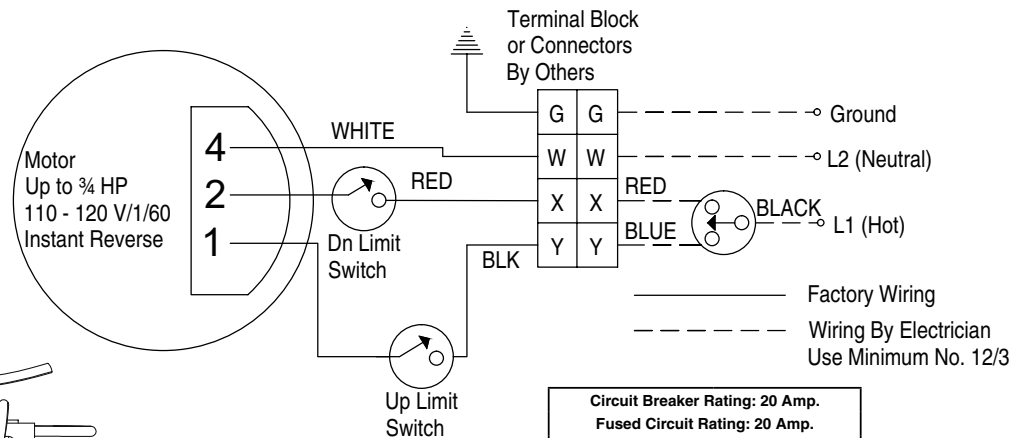 Terminal Block
or Connectors
By Others
Motor
Up to ¾ HP
110 - 120 V/1/60
Instant Reverse
4
2
1
WHITE
RED
Dn Limit
Switch
BLK
Up Limit
Switch
G G
W W
X X
Y Y
RED
BLUE
BLACK
Ground
L2 (Neutral)
L1 (Hot)
Factory Wiring
Wiring By Electrician
Use Minimum No. 12/3
Circuit Breaker Rating: 20 Amp.
Fused Circuit Rating: 20 Amp.